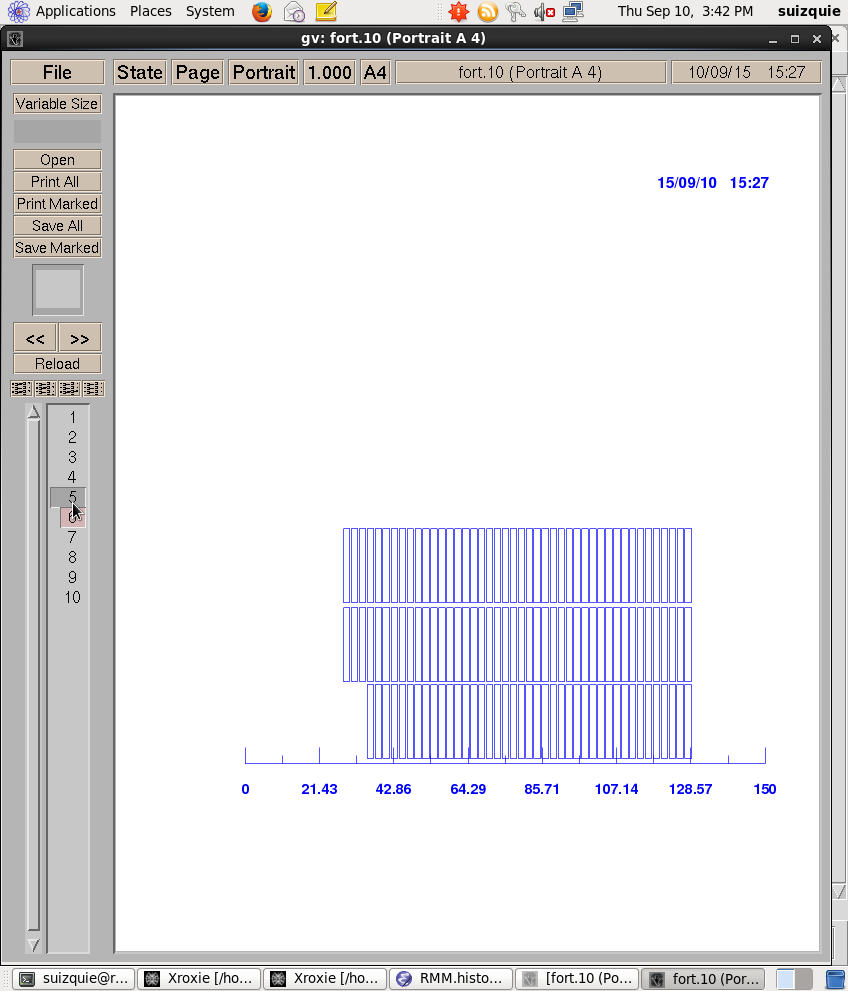 Applications Places System Thu Sep 10, 3:42 PM suizquie
gv: fort.10 (Portrait A 4)
File State Page Portrait 1.000 A4 fort.10 (Portrait A 4) 10/09/15 15:27
Variable Size
Open
Print All
Print Marked
Save All
Save Marked
<< >>
Reload
1
2
3
4
5
6
7
8
9
10
15/09/10 15:27
0 21.43 42.86 64.29 85.71 107.14 128.57 150
suizquie@r... Xroxie [/ho... Xroxie [/ho... RMM.histo... [fort.10 (Po... fort.10 (Por...